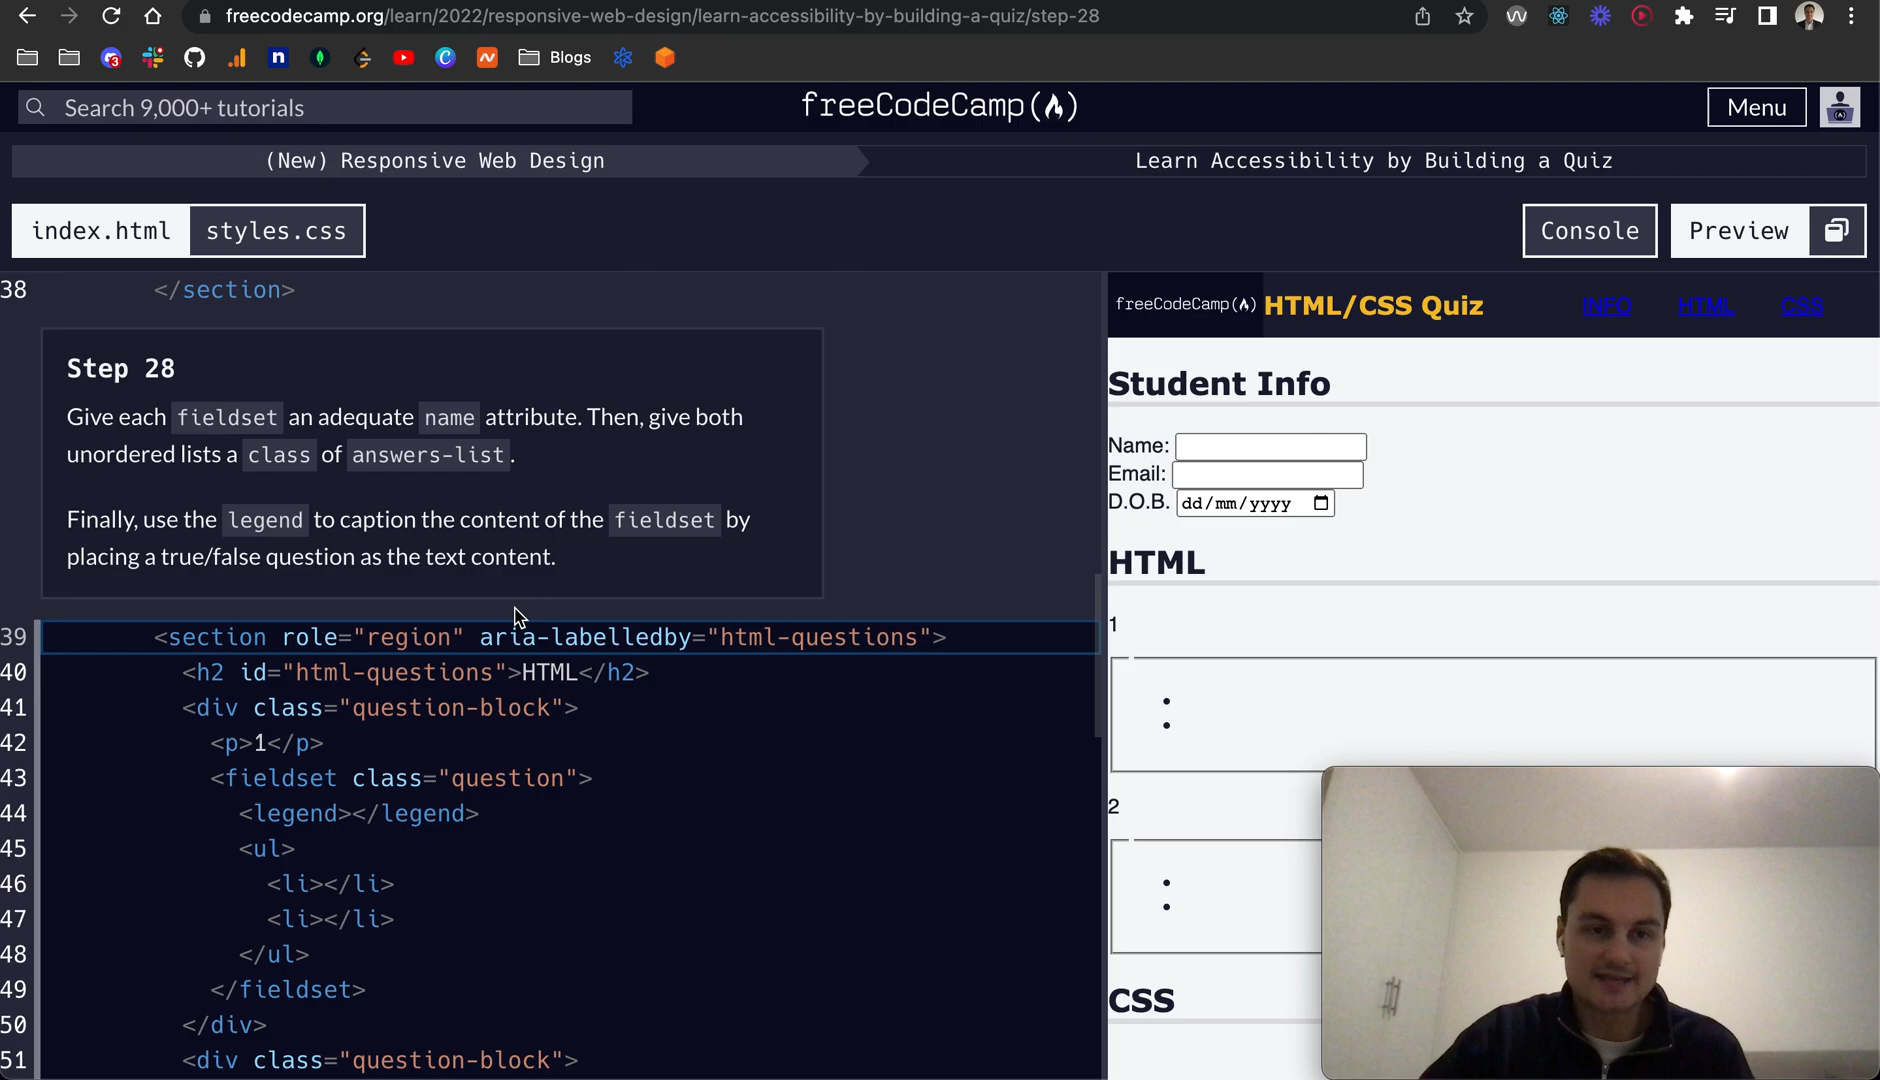 freecodecamp.org/learn/2022/responsive-web-design/learn-accessibility-by-building-a-quiz/step-28
3
n
Blogs
Search 9,000+ tutorials
freeCodeCamp
Menu
(New) Responsive Web Design
Learn Accessibility by Building a Quiz
index.html
styles.css
Console
Preview
38 </section>
Step 28
Give each fieldset an adequate name attribute. Then, give both
unordered lists a class of answers-list.
Finally, use the legend to caption the content of the fieldset by
placing a true/false question as the text content.
39 <section role="region" aria-labelledby="html-questions">
40 <h2 id="html-questions">HTML</h2>
41 <div class="question-block">
42 <p>1</p>
43 <fieldset class="question">
44 <legend></legend>
45 <ul>
46 <li></li>
47 <li></li>
48 </ul>
49 </fieldset>
50 </div>
51 <div class="question-block">
freeCodeCamp HTML/CSS Quiz INFO HTML CSS
Student Info
Name:
Email:
D.O.B. dd/mm/yyyy
HTML
1
2
CSS